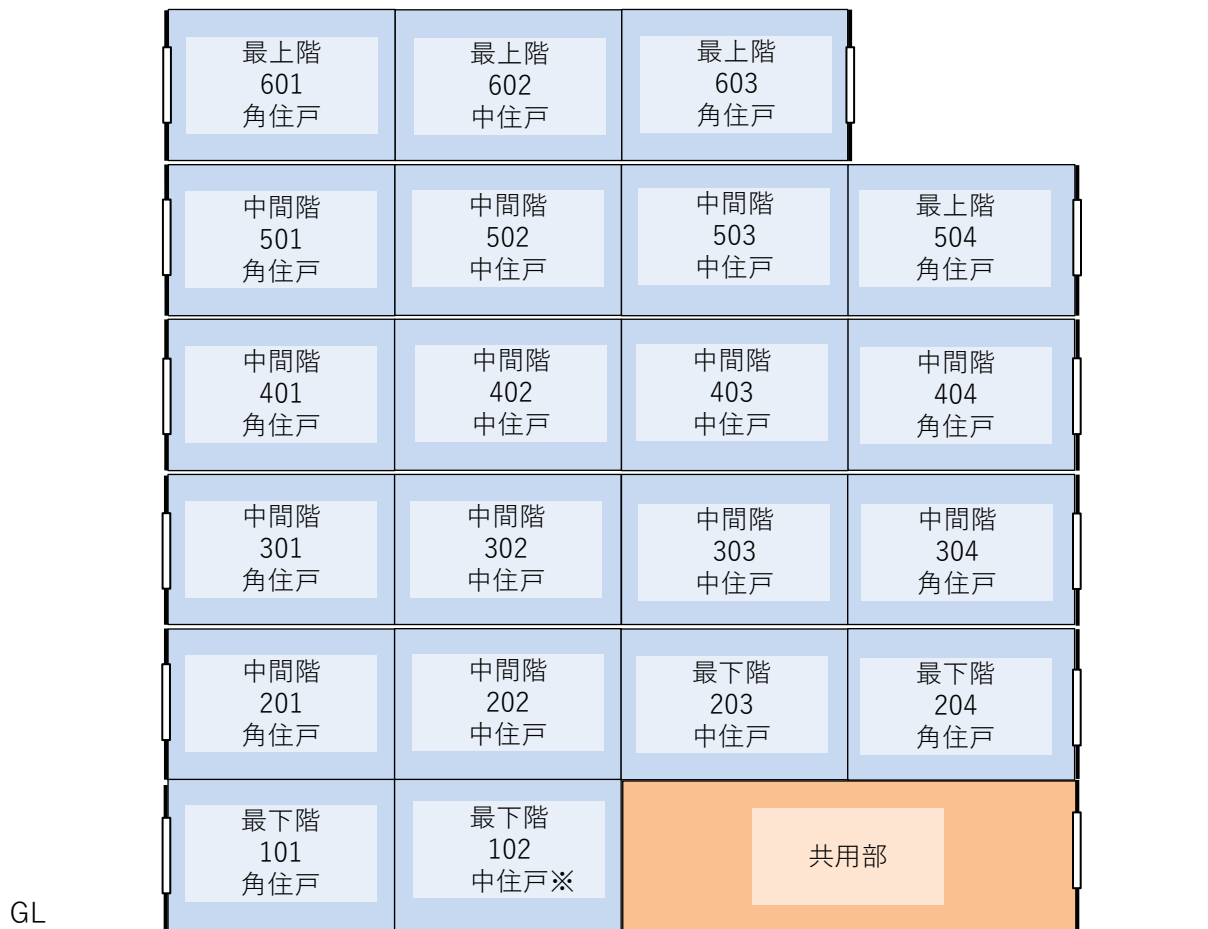 最上階
601
角住戸
最上階
602
中住戸
最上階
603
角住戸
中間階
501
角住戸
中間階
502
中住戸
中間階
503
中住戸
最上階
504
角住戸
中間階
401
角住戸
中間階
402
中住戸
中間階
403
中住戸
中間階
404
角住戸
中間階
301
角住戸
中間階
302
中住戸
中間階
303
中住戸
中間階
304
角住戸
中間階
201
角住戸
中間階
202
中住戸
最下階
203
中住戸
最下階
204
角住戸
最下階
101
角住戸
最下階
102
中住戸※
共用部
GL